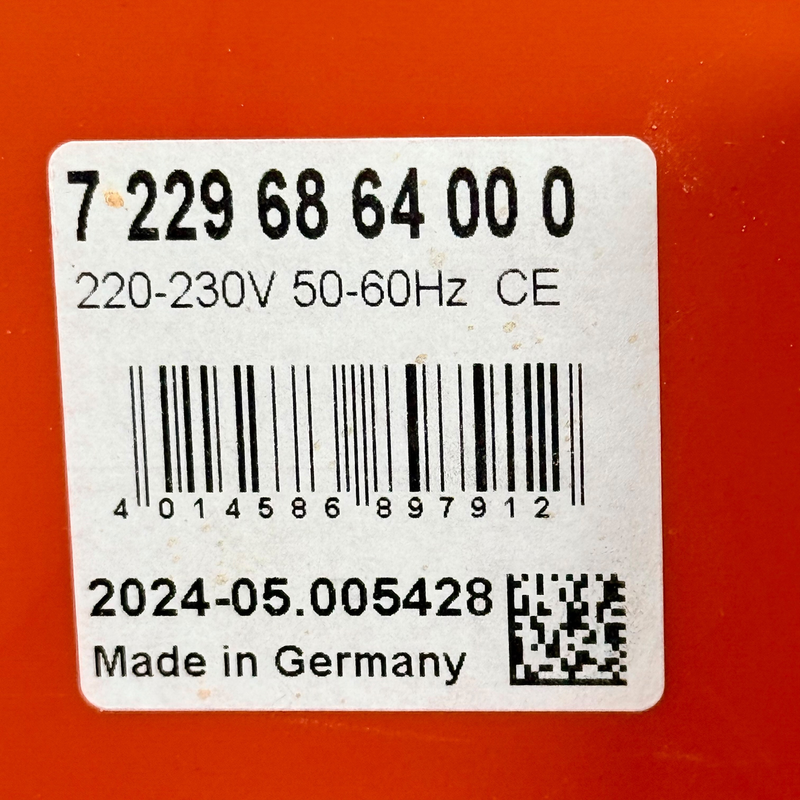 7 229 68 64 00 0
220-230V 50-60Hz CE
4 014586 897912
2024-05.005428
Made in Germany